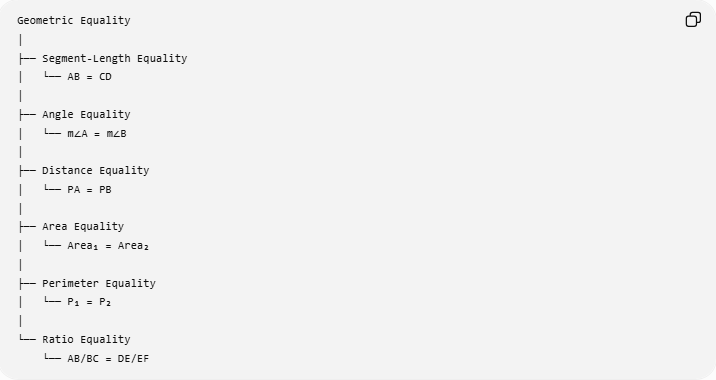 Geometric Equality
│
├── Segment-Length Equality
│   └── AB = CD
│
├── Angle Equality
│   └── m∠A = m∠B
│
├── Distance Equality
│   └── PA = PB
│
├── Area Equality
│   └── Area₁ = Area₂
│
├── Perimeter Equality
│   └── P₁ = P₂
│
└── Ratio Equality
    └── AB/BC = DE/EF